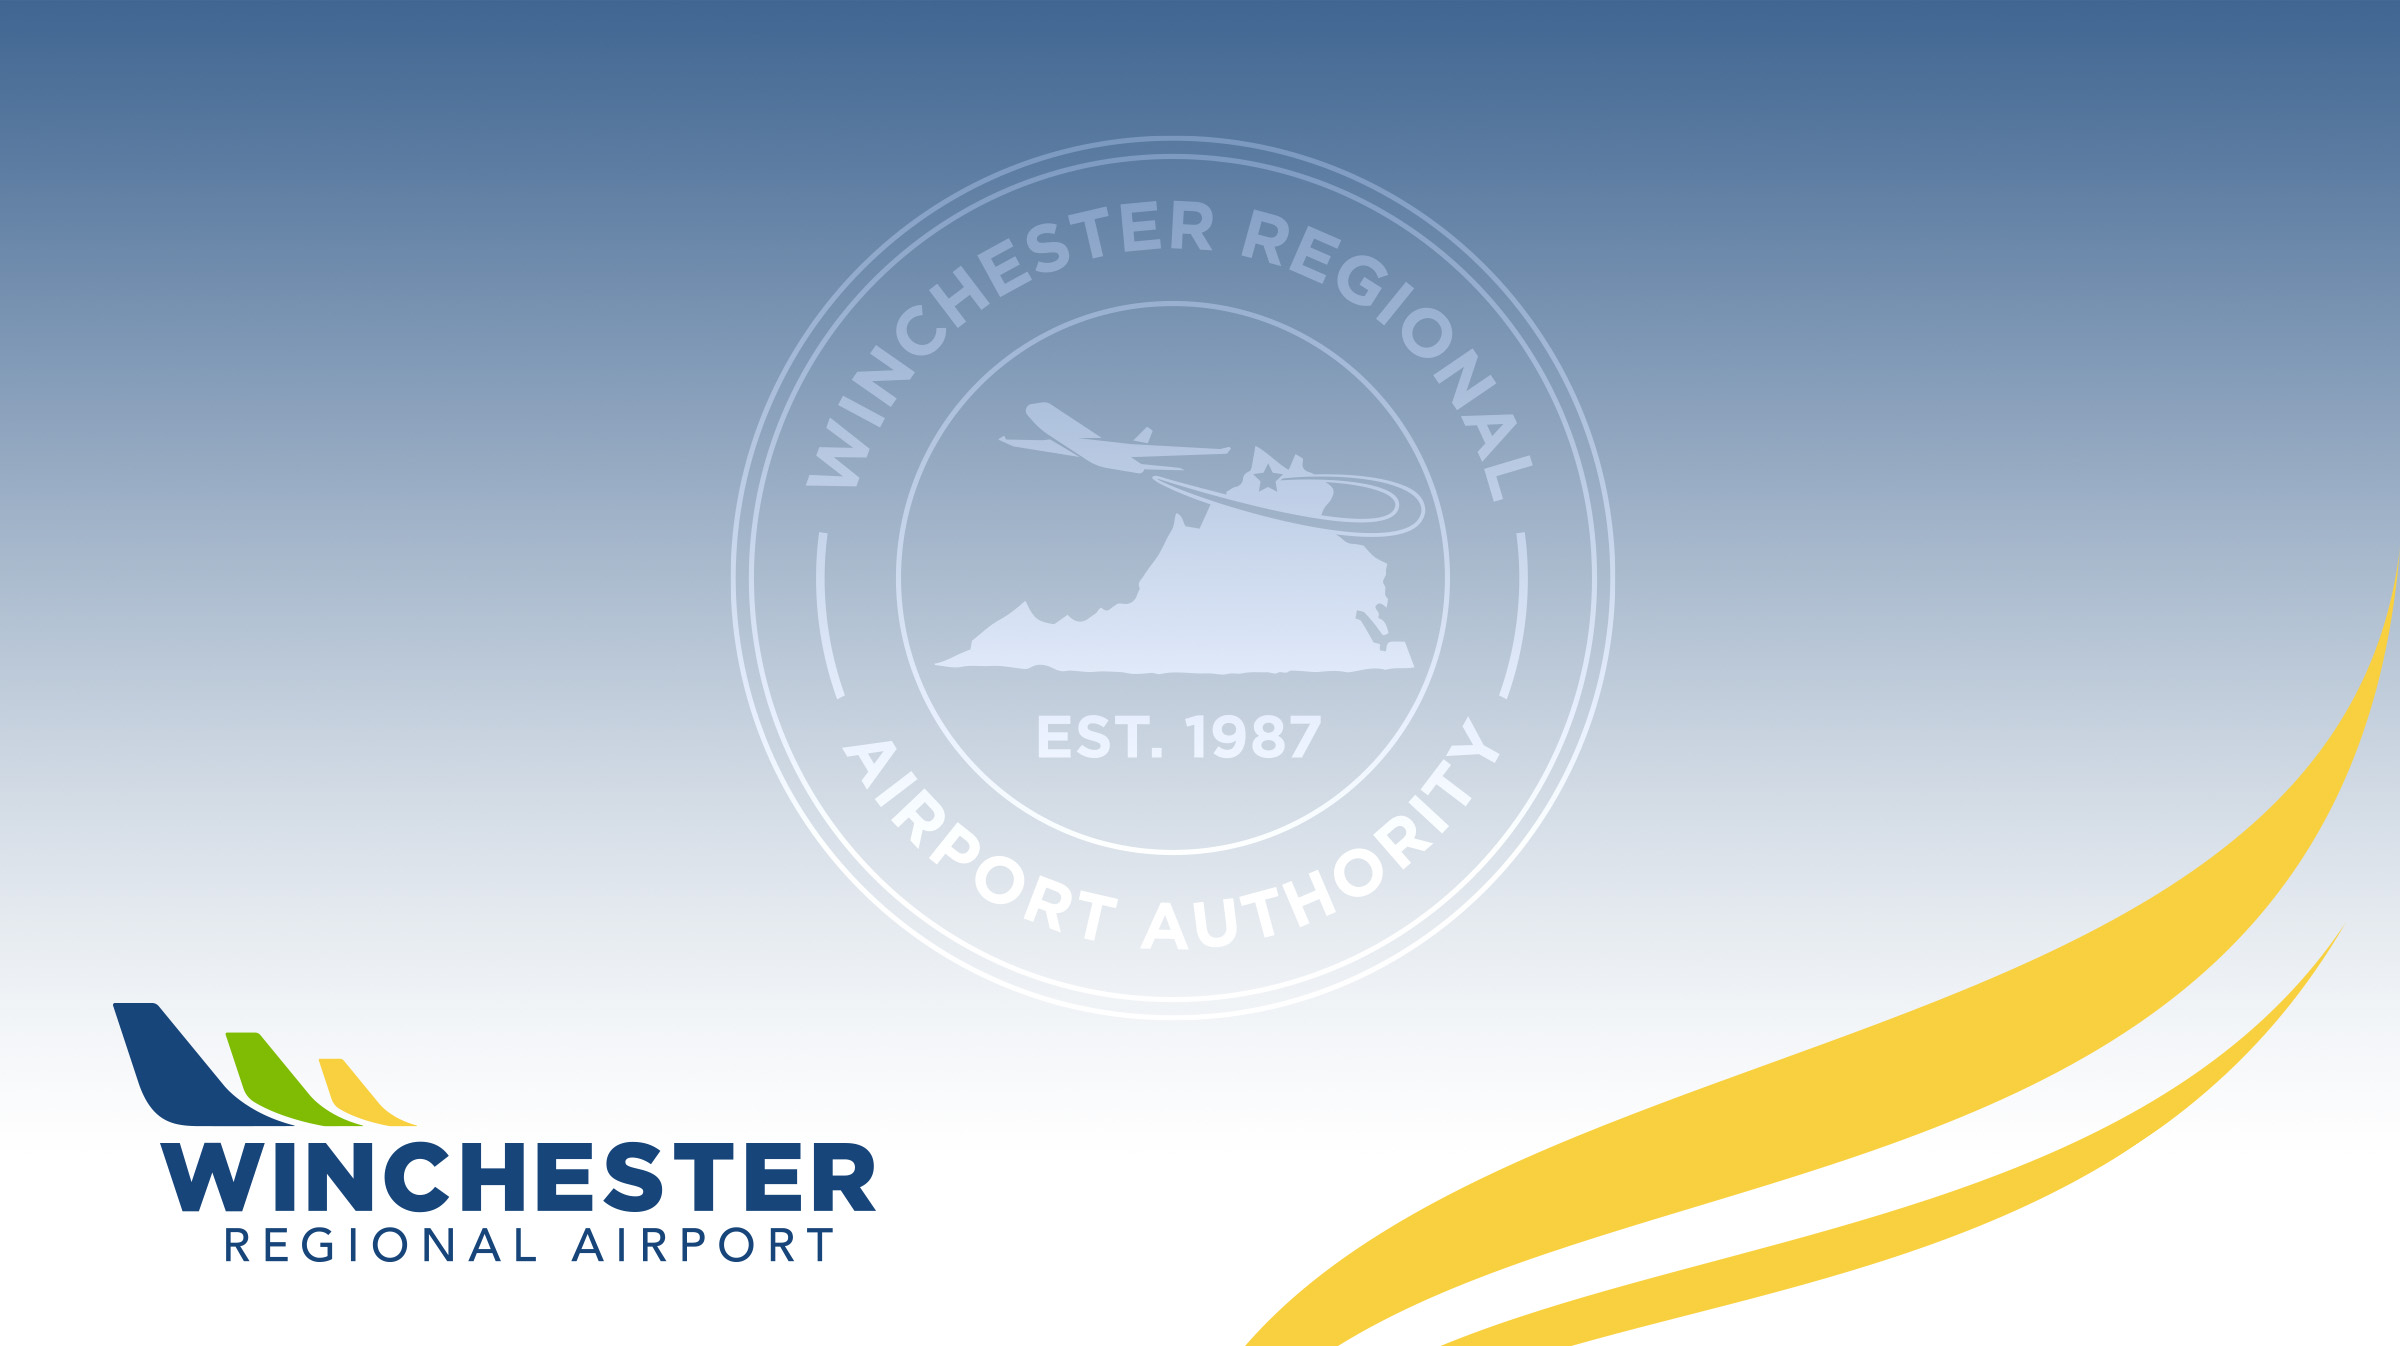 WINCHESTER REGIONAL
EST. 1987
AIRPORT AUTHORITY
WINCHESTER
REGIONAL AIRPORT